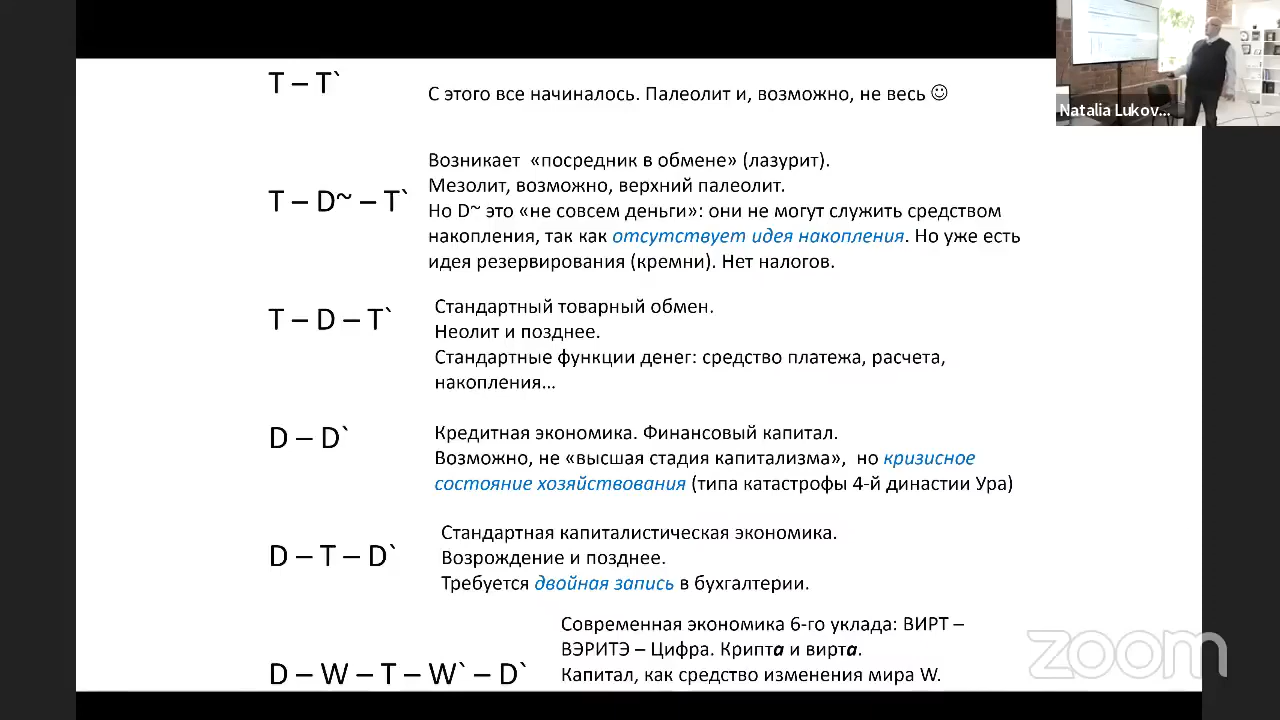 T – T`
С этого все начиналось. Палеолит и, возможно, не весь ☺
T – D~ – T`
Возникает «посредник в обмене» (лазурит).
Мезолит, возможно, верхний палеолит.
Но D~ это «не совсем деньги»: они не могут служить средством
накопления, так как отсутствует идея накопления. Но уже есть
идея резервирования (кремни). Нет налогов.
T – D – T`
Стандартный товарный обмен.
Неолит и позднее.
Стандартные функции денег: средство платежа, расчета,
накопления…
D – D`
Кредитная экономика. Финансовый капитал.
Возможно, не «высшая стадия капитализма», но кризисное
состояние хозяйствования (типа катастрофы 4-й династии Ура)
D – T – D`
Стандартная капиталистическая экономика.
Возрождение и позднее.
Требуется двойная запись в бухгалтерии.
D – W – T – W` – D`
Современная экономика 6-го уклада: ВИРТ –
ВЭРИТЭ – Цифра. Крипта и вирта.
Капитал, как средство изменения мира W.
Natalia Lukov...
zoom